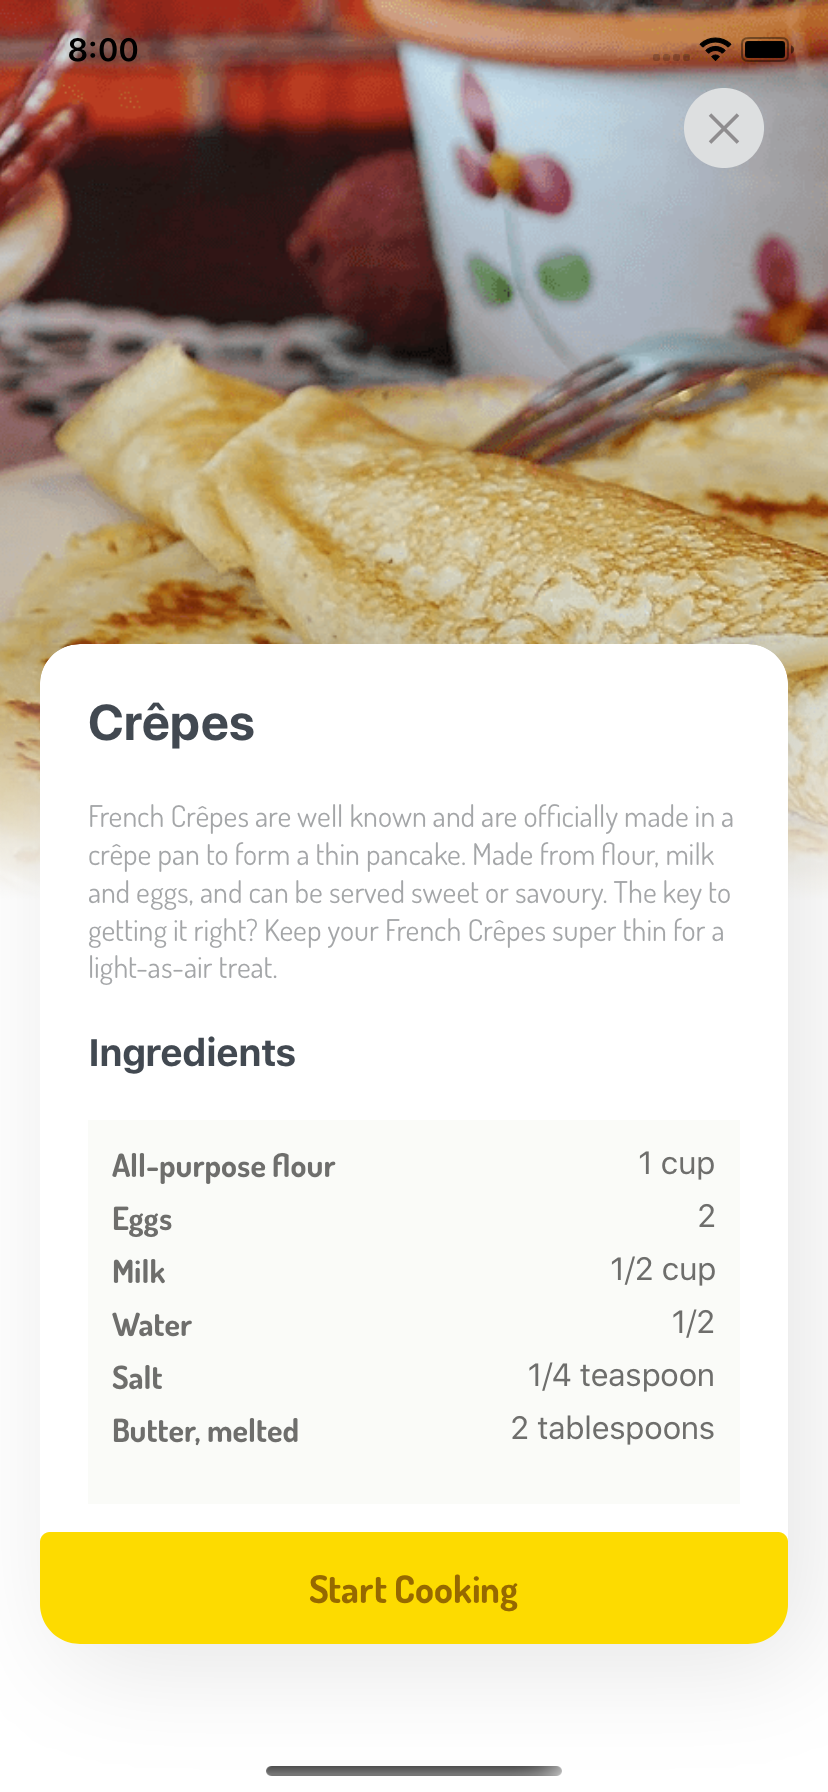 8:00
Crêpes
French Crêpes are well known and are officially made in a
crêpe pan to form a thin pancake. Made from flour, milk
and eggs, and can be served sweet or savoury. The key to
getting it right? Keep your French Crêpes super thin for a
light-as-air treat.
Ingredients
All-purpose flour 1 cup
Eggs 2
Milk 1/2 cup
Water 1/2
Salt 1/4 teaspoon
Butter, melted 2 tablespoons
Start Cooking